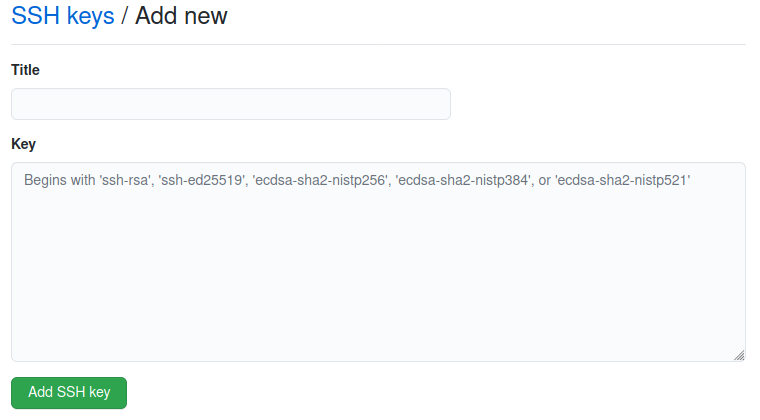 SSH keys / Add new
Title
Key
Begins with 'ssh-rsa', 'ssh-ed25519', 'ecdsa-sha2-nistp256', 'ecdsa-sha2-nistp384', or 'ecdsa-sha2-nistp521'
Add SSH key